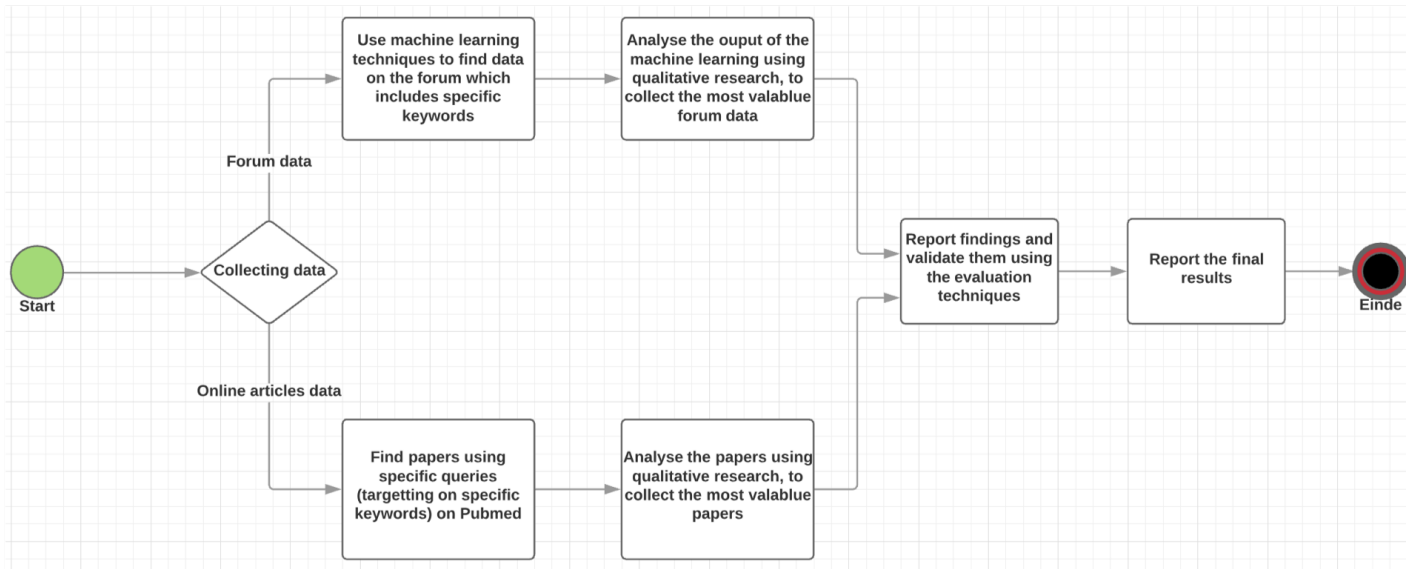 Use machine learning
techniques to find data
on the forum which
includes specific
keywords
Analyse the ouput of the
machine learning using
qualitative research, to
collect the most valablue
forum data
Forum data
Start
Collecting data
Report findings and
validate them using
the evaluation
techniques
Report the final
results
Einde
Online articles data
Find papers using
specific queries
(targetting on specific
keywords) on Pubmed
Analyse the papers using
qualitative research, to
collect the most valablue
papers